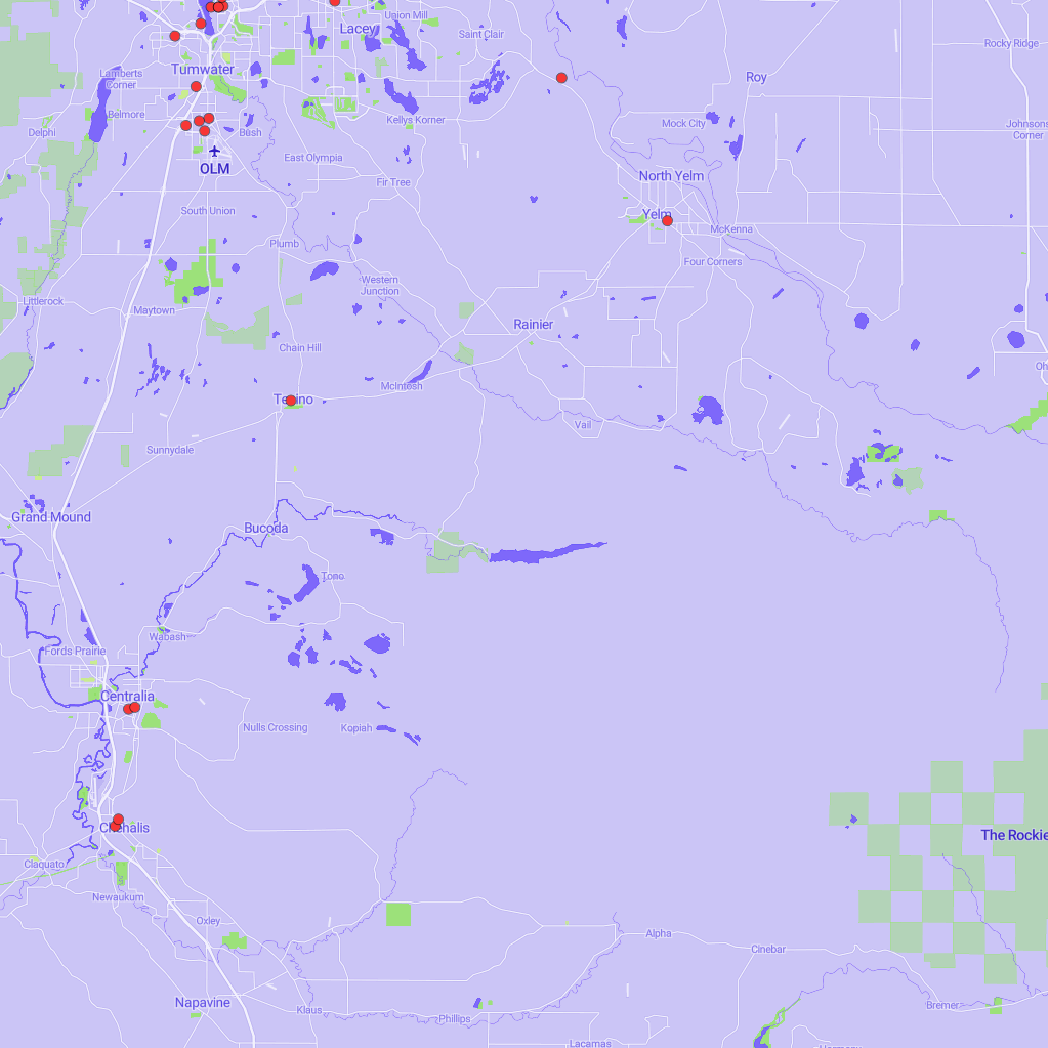 Union Mill
Lacey
Saint Clair
Rocky Ridge
Tumwater
Lamberts
Corner
Roy
Belmore
Kellys Korner
Mock City
Johnsons
Corner
Delphi
Bush
East Olympia
OLM
Fir Tree
North Yelm
South Union
Yelm
McKenna
Plumb
Four Corners
Western
Junction
Littlerock
Maytown
Rainier
Chain Hill
Oh
McIntosh
Tenino
Vail
Sunnydale
Grand Mound
Bucoda
Tono
Wabash
Fords Prairie
Centralia
Nulls Crossing
Kopiah
Chehalis
The Rockie
Claquato
Newaukum
Oxley
Alpha
Cinebar
Napavine
Klaus
Phillips
Bremer
Lacamas